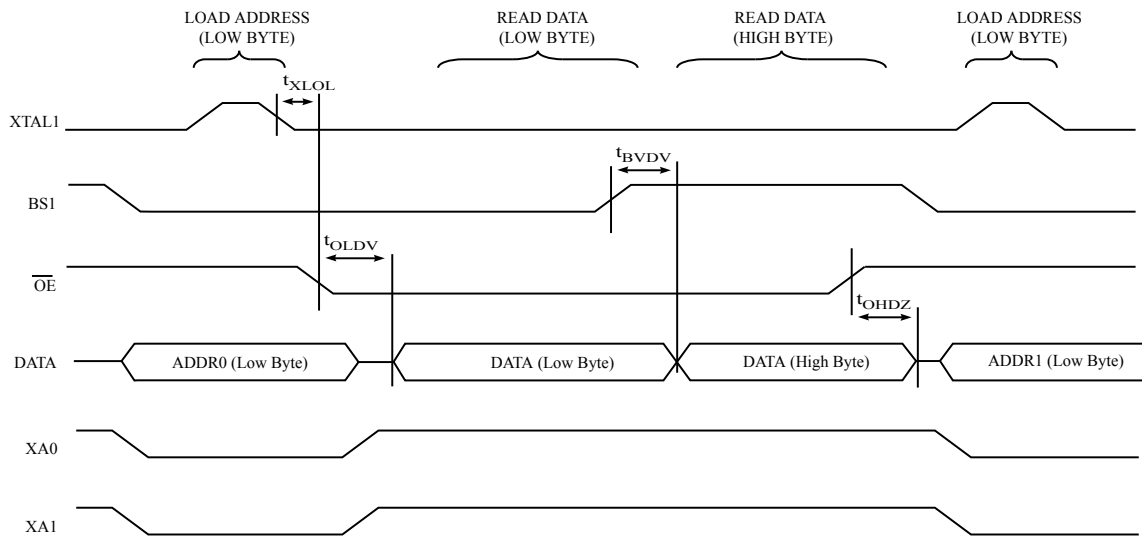 LOAD ADDRESS
(LOW BYTE)
READ DATA
(LOW BYTE)
READ DATA
(HIGH BYTE)
LOAD ADDRESS
(LOW BYTE)
tXLOL
XTAL1
tBVDV
BS1
tOLDV
OE
tOHDZ
DATA
ADDR0 (Low Byte)
DATA (Low Byte)
DATA (High Byte)
ADDR1 (Low Byte)
XA0
XA1